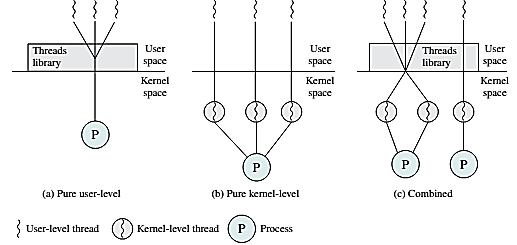 Threads
library
User
space
Kernel
space
P
(a) Pure user-level
User
space
Kernel
space
P
(b) Pure kernel-level
Threads
library
User
space
Kernel
space
P
P
(c) Combined
User-level thread
Kernel-level thread
P
Process